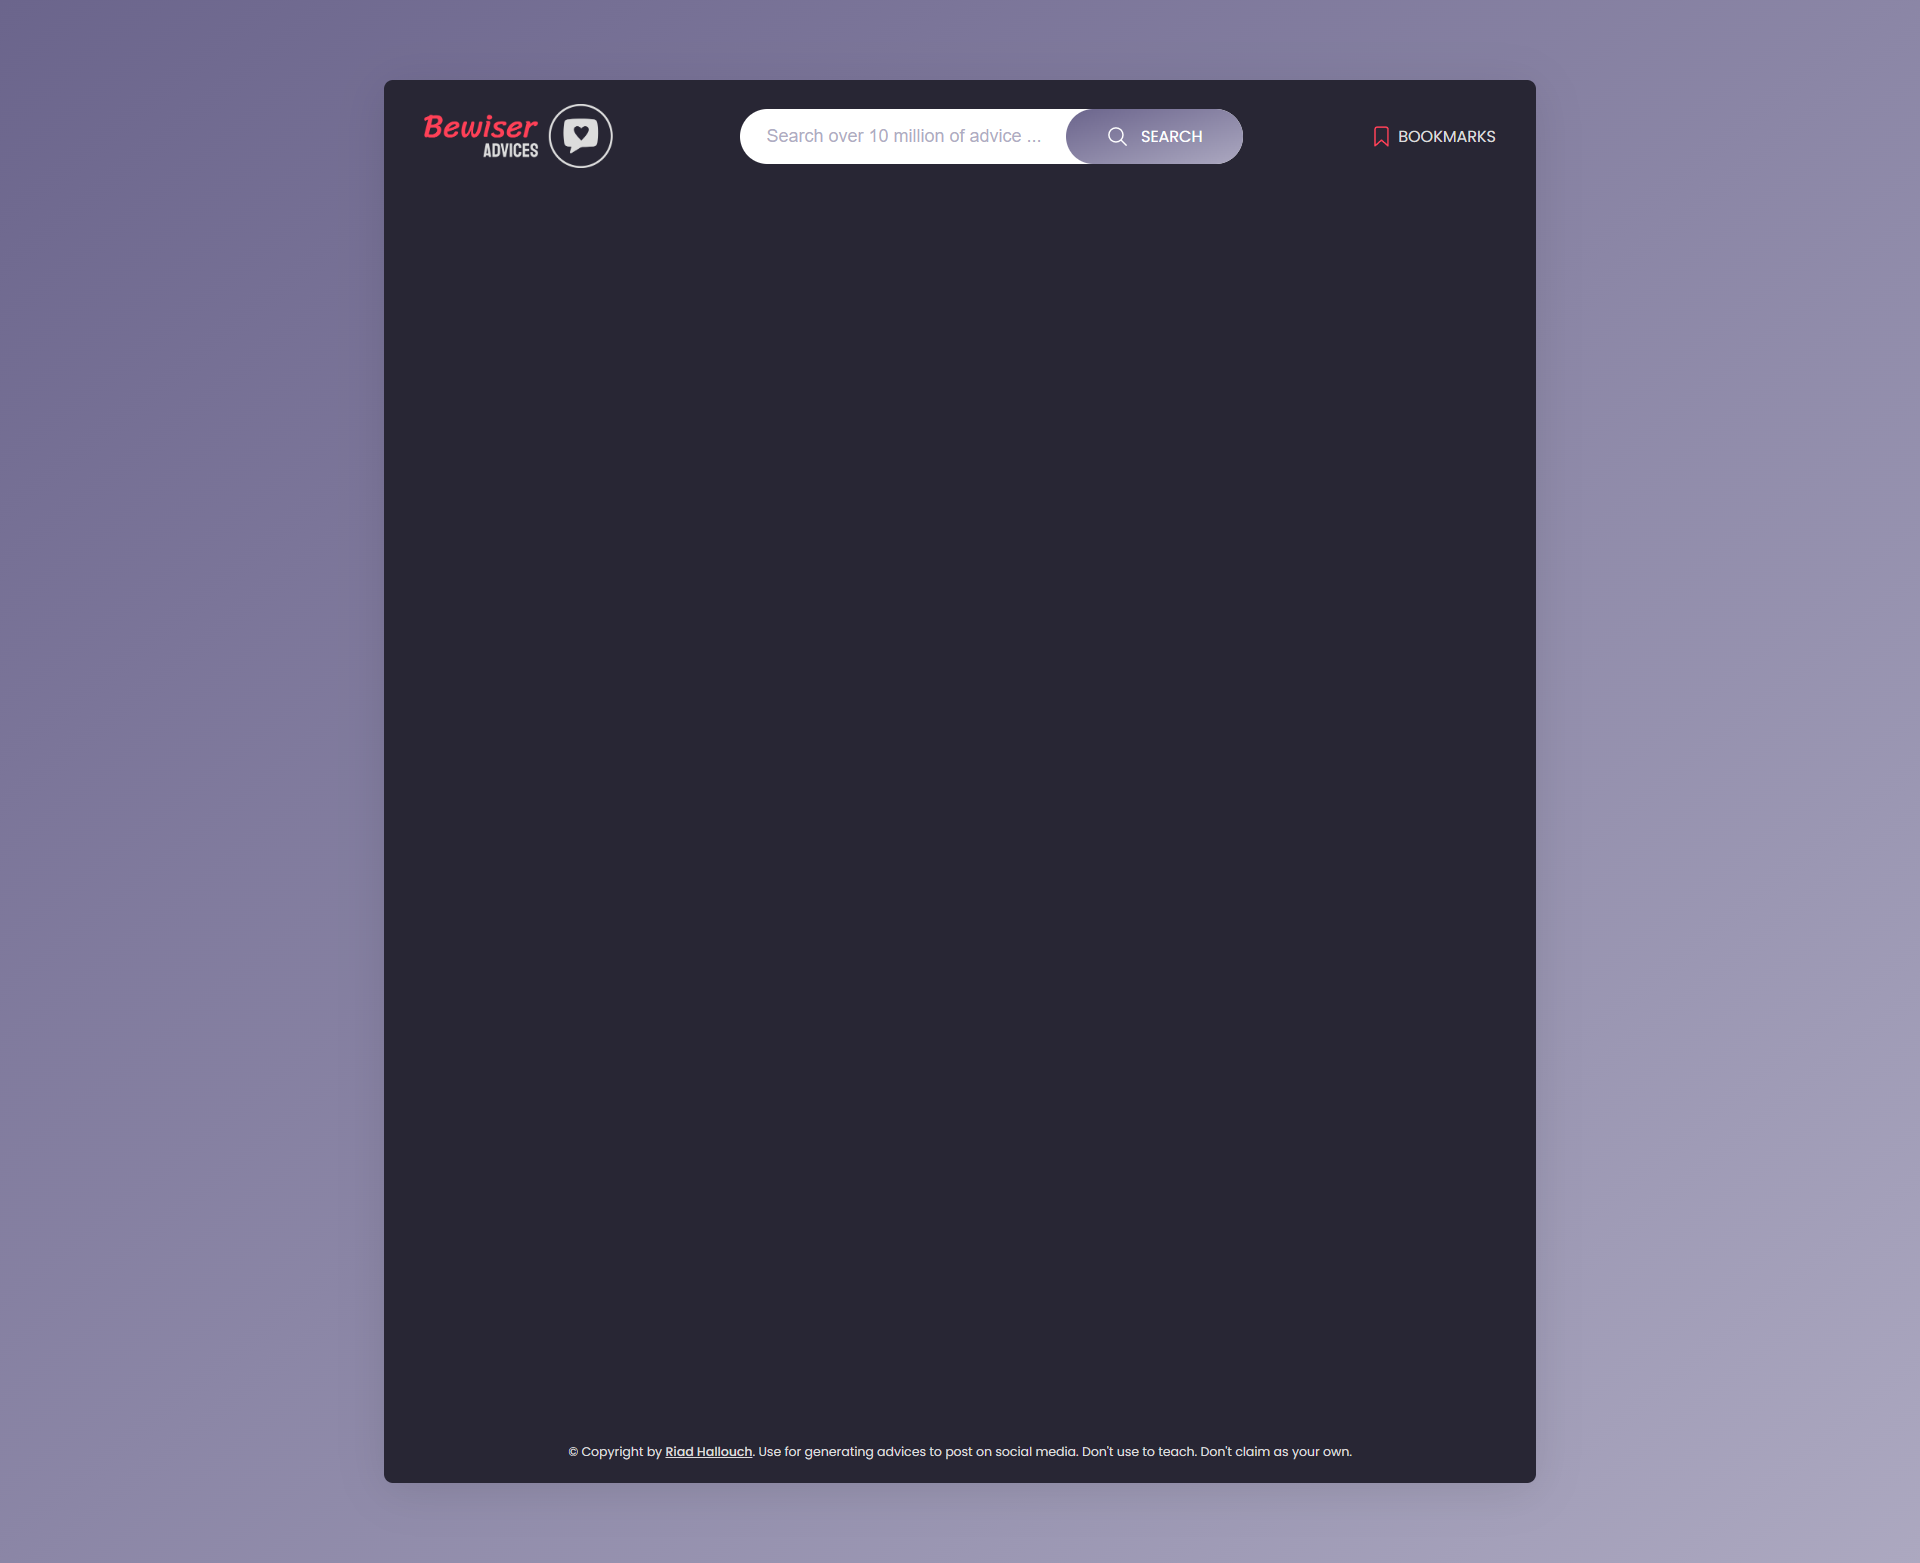 Bewiser
ADVICES
Search over 10 million of advice ...
SEARCH
BOOKMARKS
© Copyright by Riad Hallouch. Use for generating advices to post on social media. Don't use to teach. Don't claim as your own.